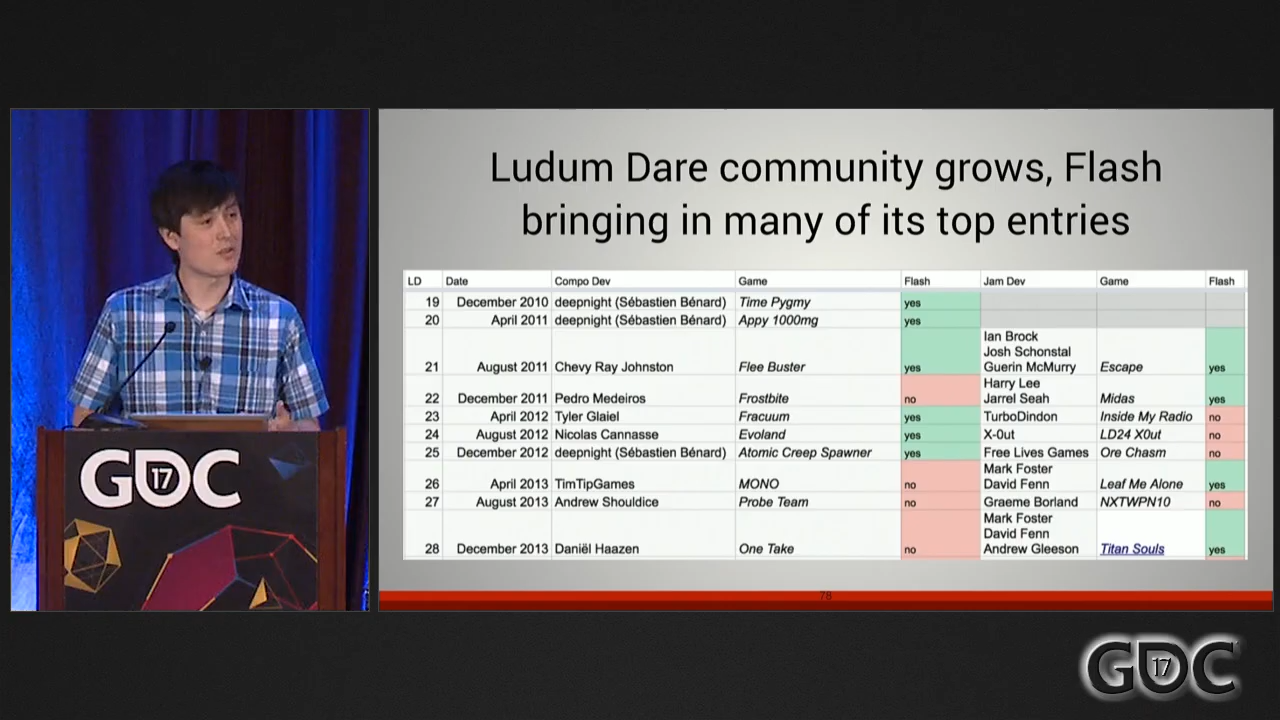 Ludum Dare community grows, Flash
bringing in many of its top entries
LD Date Compo Dev Game Flash Jam Dev Game Flash
19 December 2010 deepnight (Sébastien Bénard) Time Pygmy yes
20 April 2011 deepnight (Sébastien Bénard) Appy 1000mg yes
Ian Brock
Josh Schonstal
21 August 2011 Chevy Ray Johnston Flee Buster yes Guerin McMurry Escape yes
Harry Lee
22 December 2011 Pedro Medeiros Frostbite no Jarrel Seah Midas yes
23 April 2012 Tyler Glaiel Fracuum yes TurboDindon Inside My Radio no
24 August 2012 Nicolas Cannasse Evoland yes X-0ut LD24 X0ut no
25 December 2012 deepnight (Sébastien Bénard) Atomic Creep Spawner yes Free Lives Games Ore Chasm no
Mark Foster
26 April 2013 TimTipGames MONO no David Fenn Leaf Me Alone yes
27 August 2013 Andrew Shouldice Probe Team no Graeme Borland NXTWPN10 no
Mark Foster
David Fenn
28 December 2013 Daniël Haazen One Take no Andrew Gleeson Titan Souls yes
78
GDC 17
GDC 17